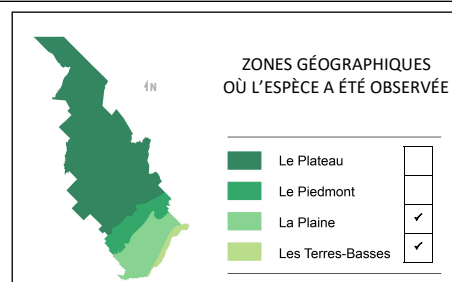 ZONES GÉOGRAPHIQUES
OÙ L'ESPÈCE A ÉTÉ OBSERVÉE
N
Le Plateau
Le Piedmont
La Plaine ✓
Les Terres-Basses ✓